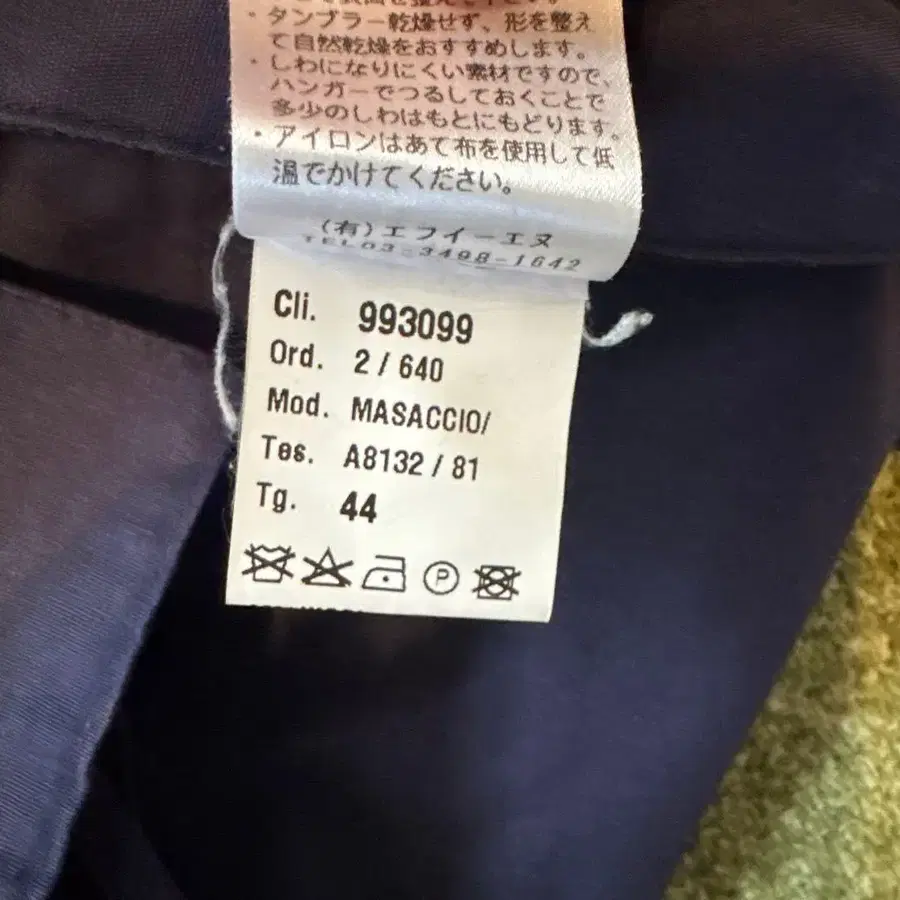 ・タンブラー乾燥せず、形を整え
て自然乾燥をおすすめします。
・しわになりにくい素材ですので、
ハンガーでつるしておくことで
多少のしわはもとにもどります。
・アイロンはあて布を使用して低
温でかけてください。
(有)エフイーエヌ
TEL03-3498-1642
Cli. 993099
Ord. 2 / 640
Mod. MASACCIO/
Tes. A8132 / 81
Tg. 44
P